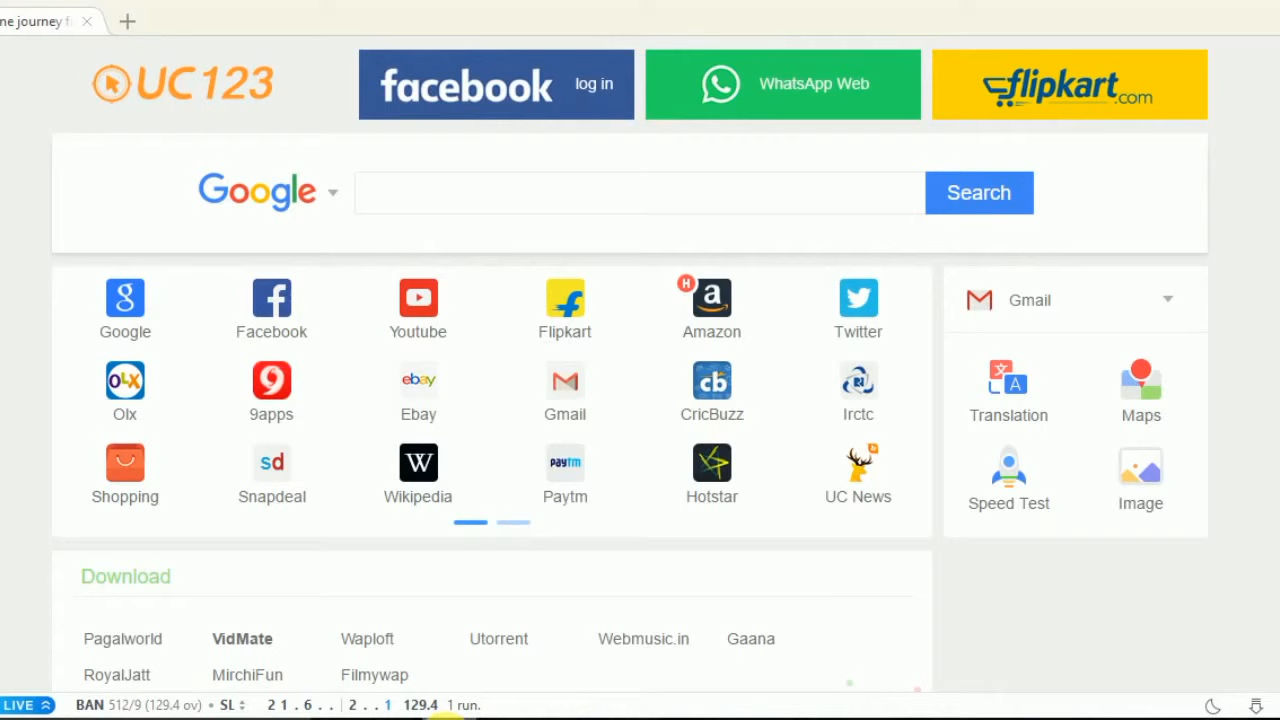 ne journey f
UC123
facebook log in
WhatsApp Web
flipkart.com
Google
Search
Google Facebook Youtube Flipkart Amazon Twitter
Olx 9apps Ebay Gmail CricBuzz Irctc
Shopping Snapdeal Wikipedia Paytm Hotstar UC News
Gmail
Translation Maps
Speed Test Image
Download
Pagalworld VidMate Waploft Utorrent Webmusic.in Gaana
RoyalJatt MirchiFun Filmywap
LIVE BAN 512/9 (129.4 ov) • SL 2 1 . 6 . . | 2 . . 1 129.4 1 run.